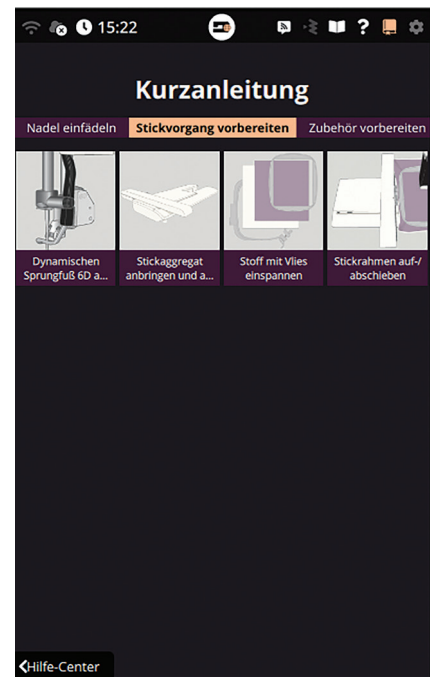 15:22
Kurzanleitung
Nadel einfädeln Stickvorgang vorbereiten Zubehör vorbereiten
Dynamischen
Sprungfuß 6D a...
Stickaggregat
anbringen und a...
Stoff mit Vlies
einspannen
Stickrahmen auf-/
abschieben
Hilfe-Center